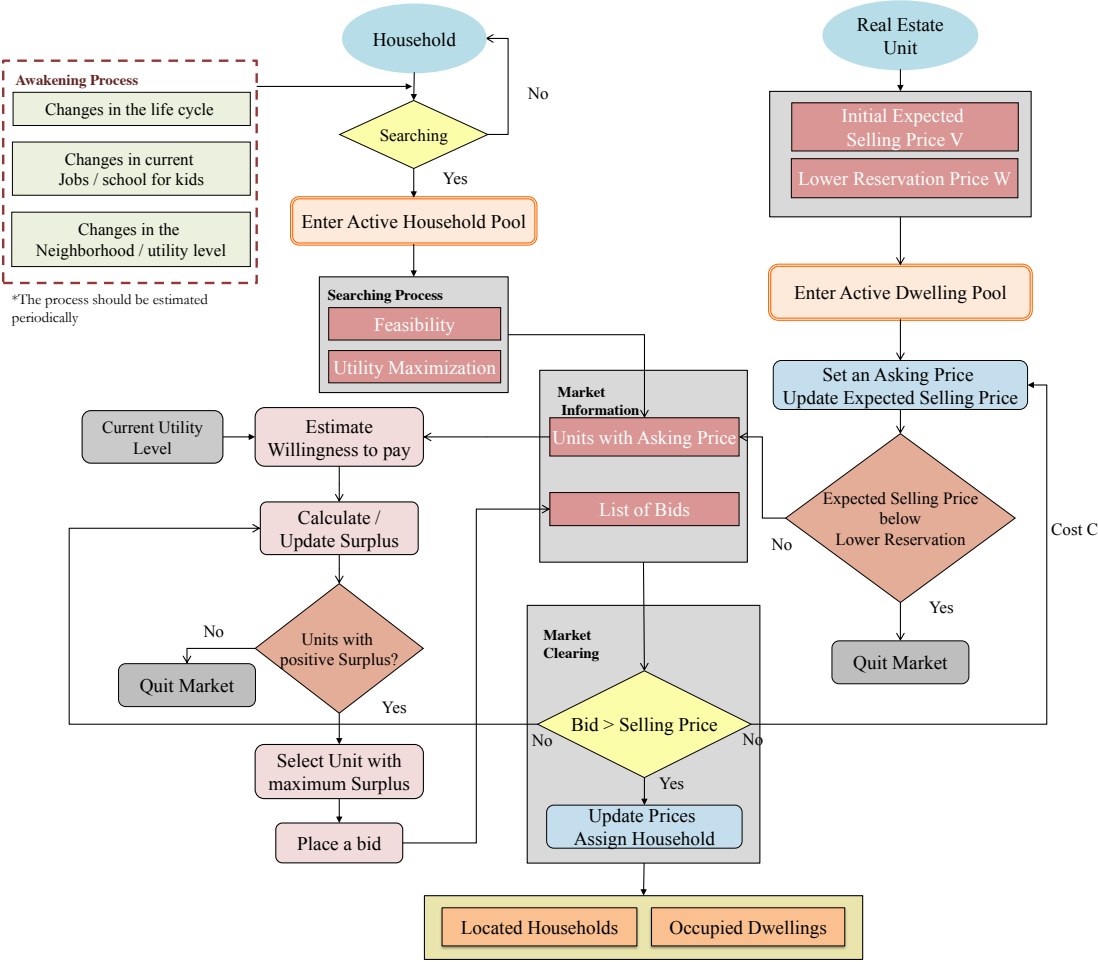 Household
Real Estate
Unit
Awakening Process
Changes in the life cycle
Changes in current
Jobs / school for kids
Changes in the
Neighborhood / utility level
*The process should be estimated
periodically
No
Searching
Yes
Enter Active Household Pool
Searching Process
Feasibility
Utility Maximization
Initial Expected
Selling Price V
Lower Reservation Price W
Enter Active Dwelling Pool
Set an Asking Price
Update Expected Selling Price
Market
Information
Units with Asking Price
List of Bids
Current Utility
Level
Estimate
Willingness to pay
Calculate /
Update Surplus
Expected Selling Price
below
Lower Reservation
No
Cost C
Yes
Quit Market
Units with
positive Surplus?
No
Quit Market
Yes
Select Unit with
maximum Surplus
Place a bid
Market
Clearing
Bid > Selling Price
No
No
Yes
Update Prices
Assign Household
Located Households
Occupied Dwellings